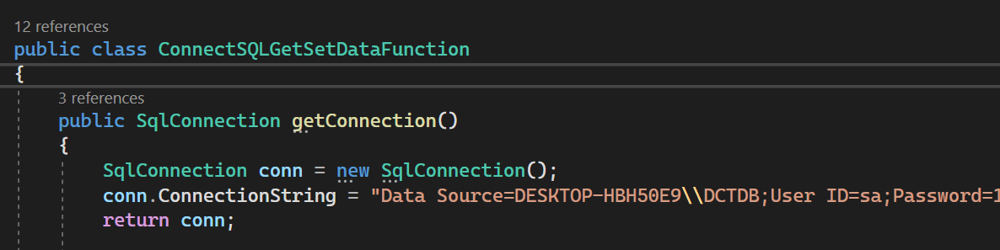 12 references
public class ConnectSQLGetSetDataFunction
{
3 references
public SqlConnection getConnection()
{
SqlConnection conn = new SqlConnection();
conn.ConnectionString = "Data Source=DESKTOP-HBH50E9\\DCTDB;User ID=sa;Password=1
return conn;